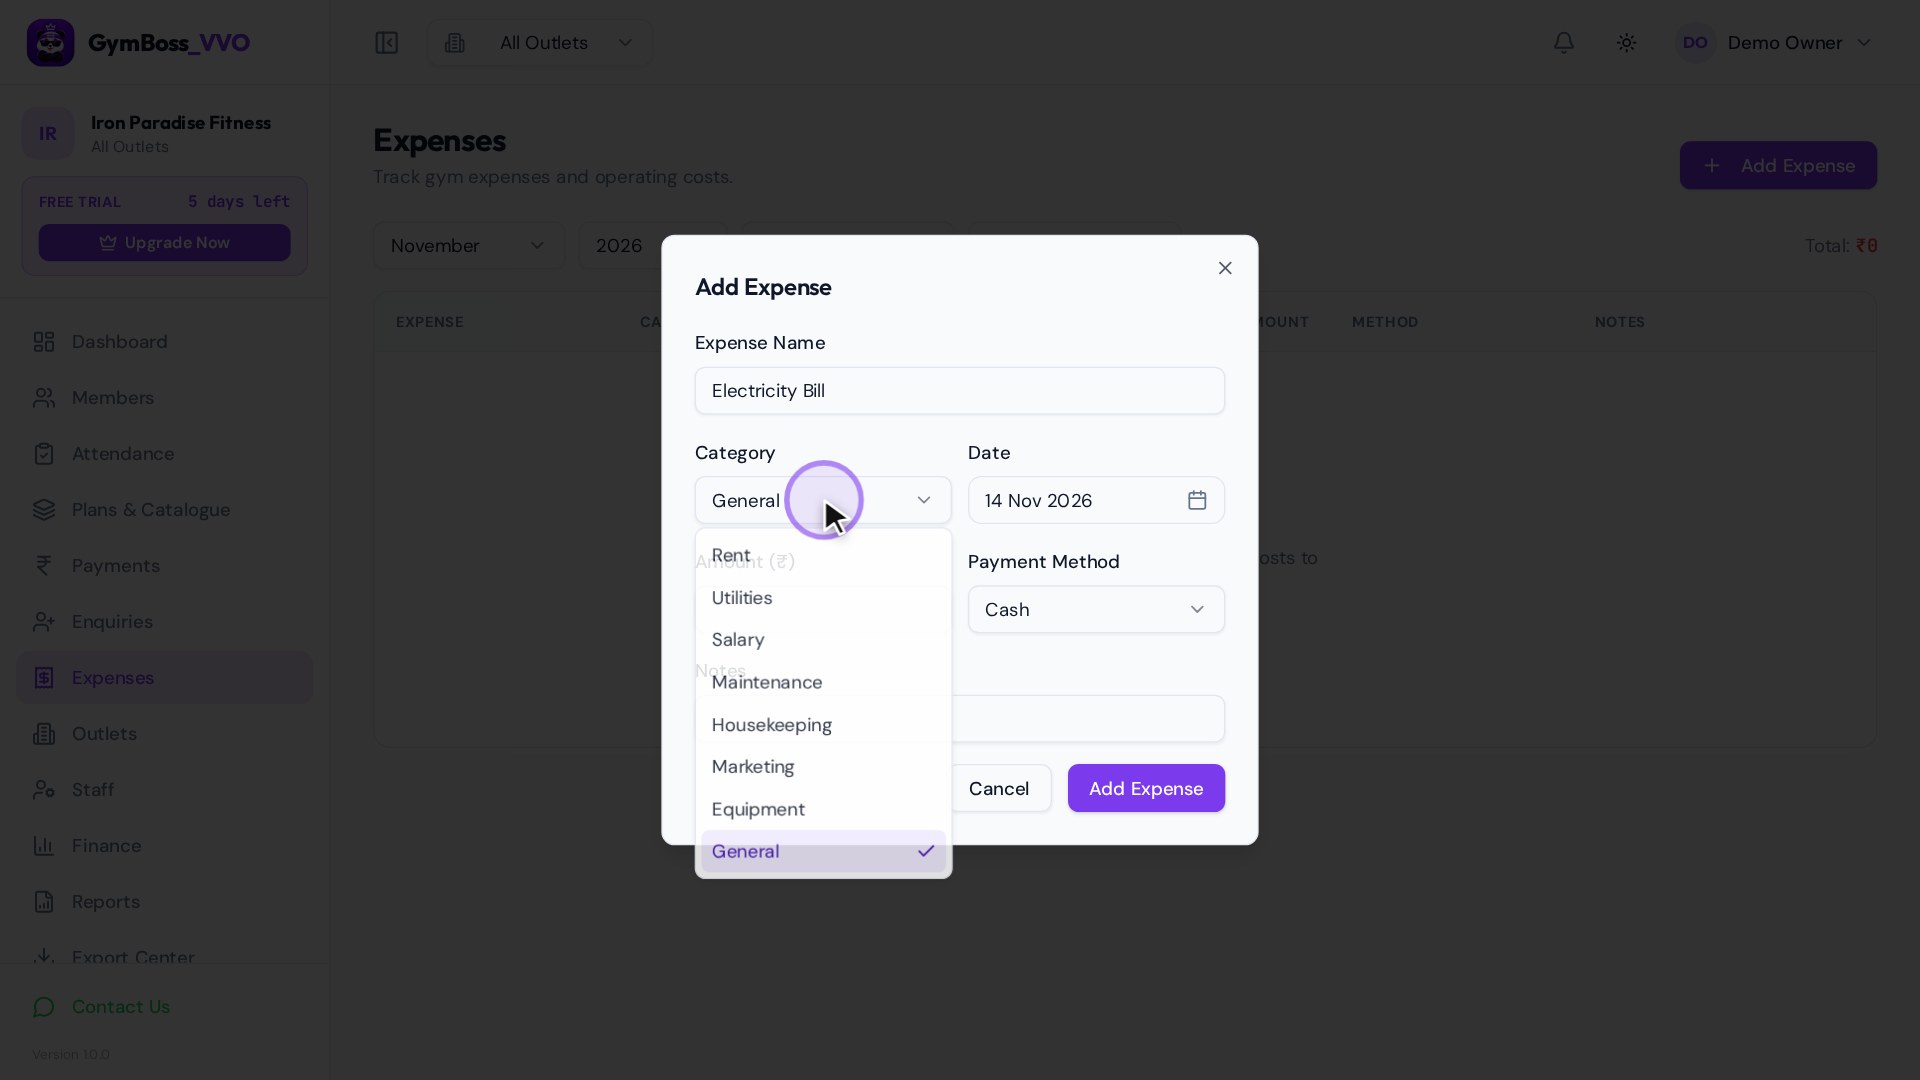 GymBoss_VVO
All Outlets
DO
Demo Owner
IR
Iron Paradise Fitness
All Outlets
FREE TRIAL
5 days left
Upgrade Now
Dashboard
Members
Attendance
Plans & Catalogue
Payments
Enquiries
Expenses
Outlets
Staff
Finance
Reports
Export Center
Contact Us
Version 1.0.0
Expenses
Track gym expenses and operating costs.
Add Expense
November
2026
Total: ₹0
EXPENSE
CA
MOUNT
METHOD
NOTES
osts to
Add Expense
Expense Name
Electricity Bill
Category
Date
General
14 Nov 2026
Amount (₹)
Payment Method
Cash
Notes
Rent
Utilities
Salary
Maintenance
Housekeeping
Marketing
Equipment
General
Cancel
Add Expense